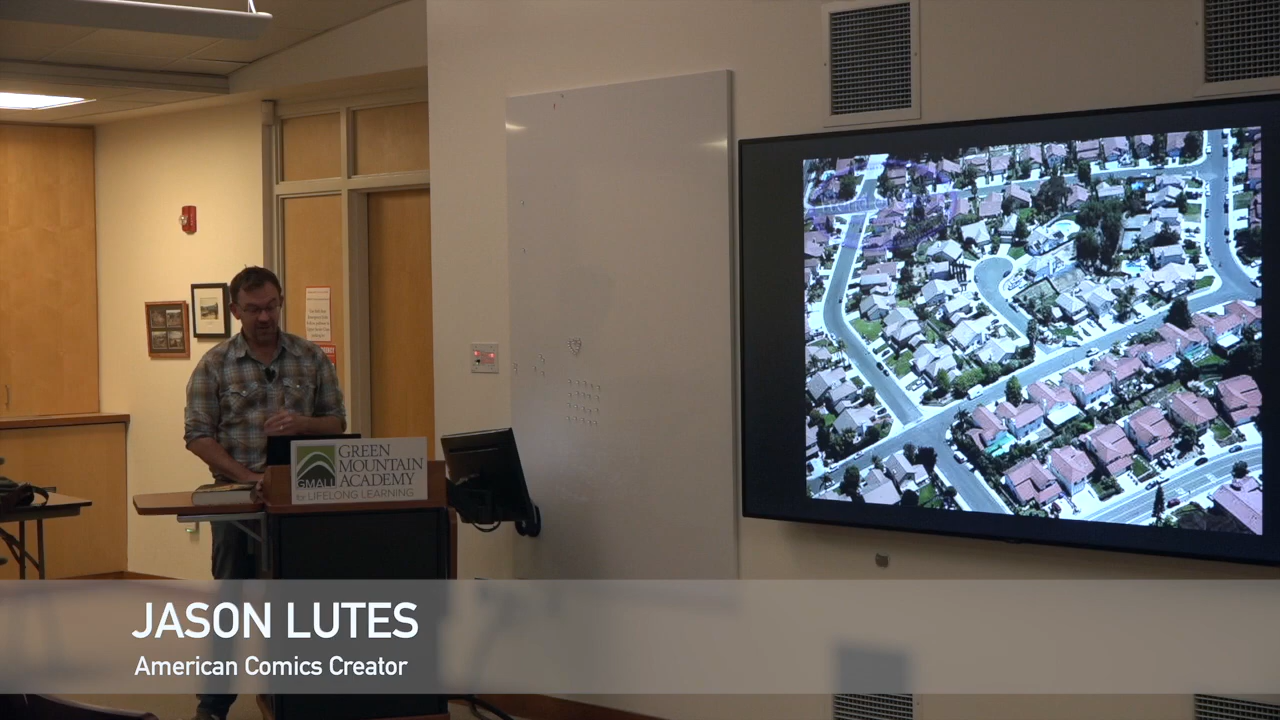 GREEN
MOUNTAIN
GMALL ACADEMY
for LIFELONG LEARNING
JASON LUTES
American Comics Creator